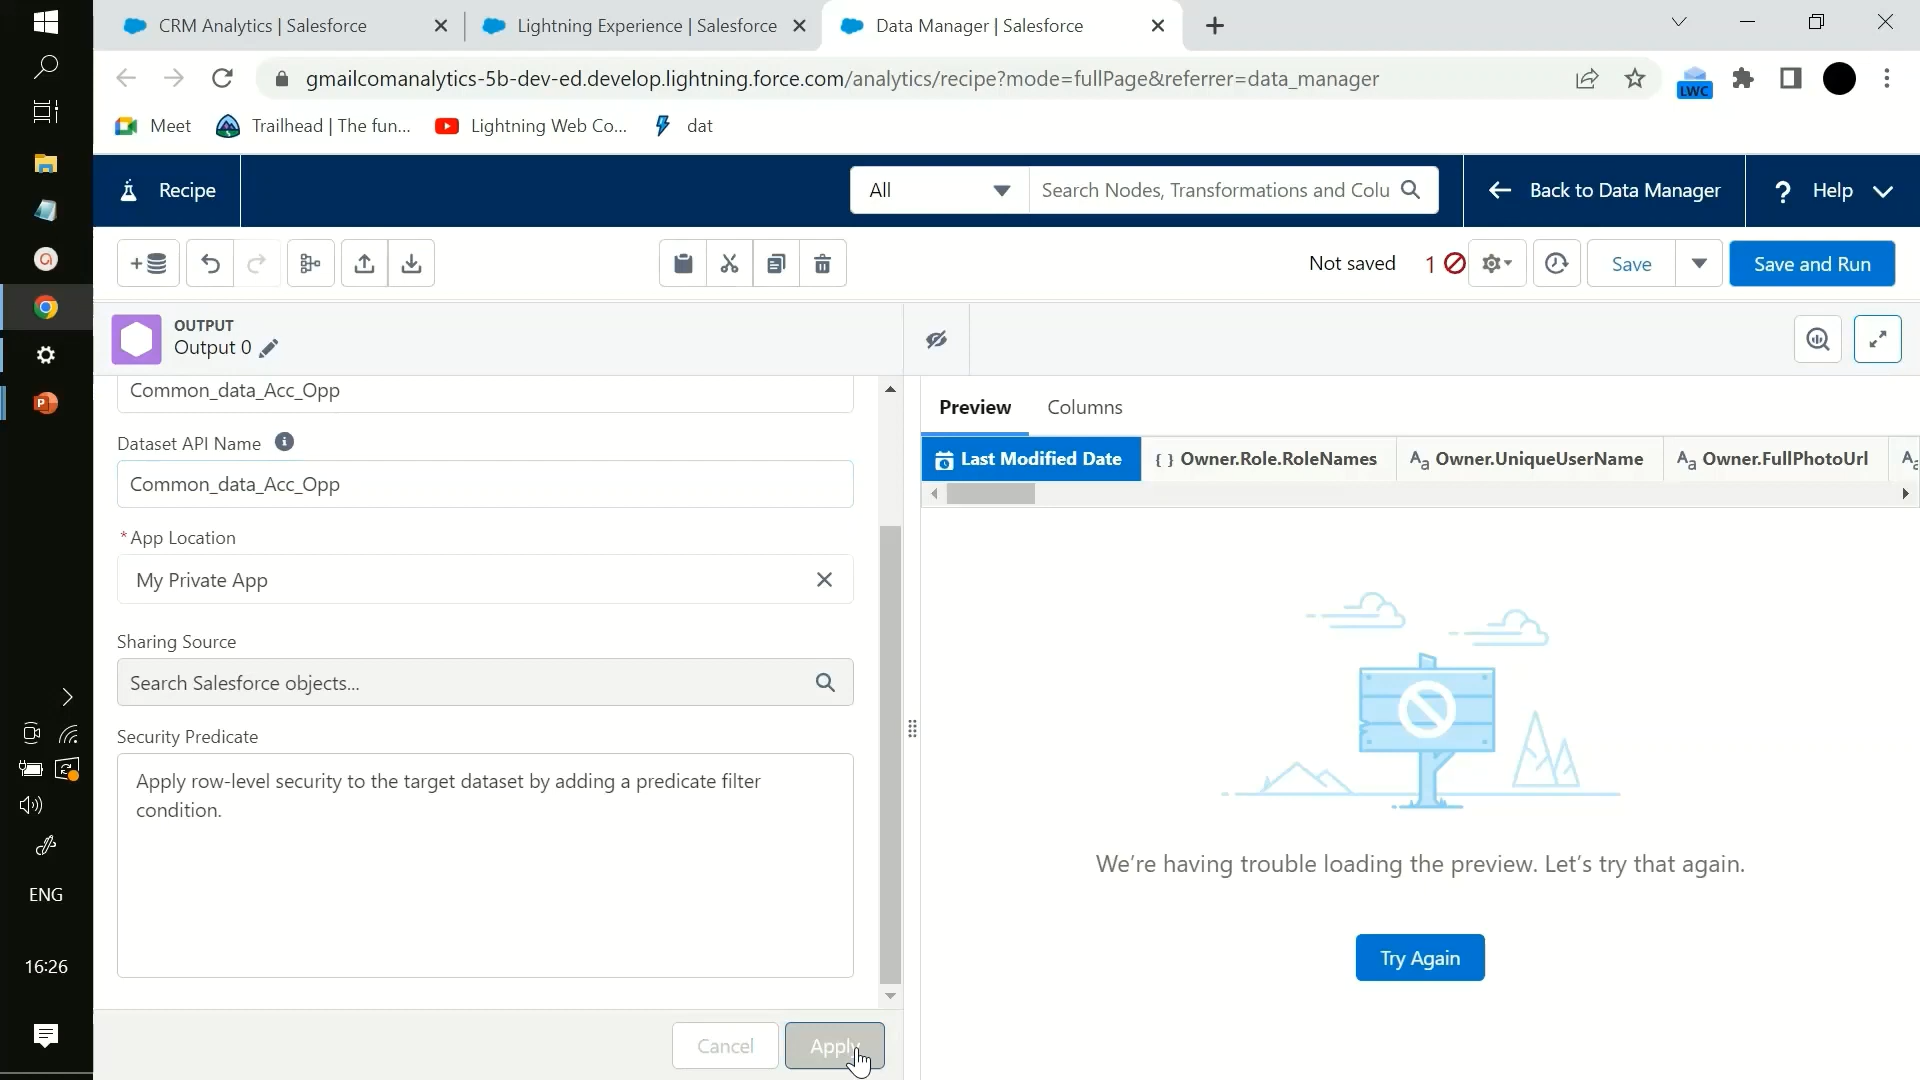 CRM Analytics | Salesforce
Lightning Experience | Salesforce
Data Manager | Salesforce
gmailcomanalytics-5b-dev-ed.develop.lightning.force.com/analytics/recipe?mode=fullPage&referrer=data_manager
LWC
Meet
Trailhead | The fun...
Lightning Web Co...
dat
Recipe
All
Search Nodes, Transformations and Colu
Back to Data Manager
? Help
Not saved
1
Save
Save and Run
OUTPUT
Output 0
Common_data_Acc_Opp
Dataset API Name
Common_data_Acc_Opp
*App Location
My Private App
Sharing Source
Search Salesforce objects...
Security Predicate
Apply row-level security to the target dataset by adding a predicate filter
condition.
Cancel
Apply
Preview
Columns
Last Modified Date
Owner.Role.RoleNames
Owner.UniqueUserName
Owner.FullPhotoUrl
We're having trouble loading the preview. Let's try that again.
Try Again
ENG
16:26